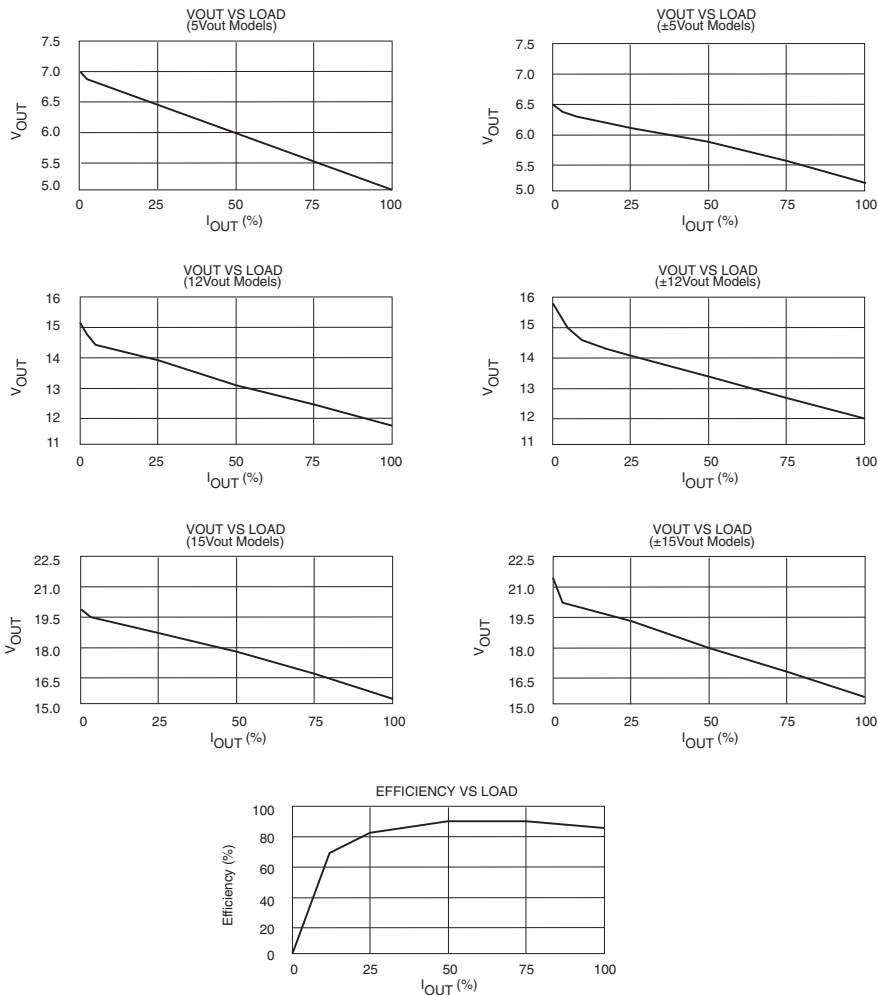 VOUT VS LOAD
(5Vout Models)
7.5
7.0
6.5
6.0
5.5
5.0
VOUT
0 25 50 75 100
IOUT (%)
VOUT VS LOAD
(±5Vout Models)
7.5
7.0
6.5
6.0
5.5
5.0
VOUT
0 25 50 75 100
IOUT (%)
VOUT VS LOAD
(12Vout Models)
16
15
14
13
12
11
VOUT
0 25 50 75 100
IOUT (%)
VOUT VS LOAD
(±12Vout Models)
16
15
14
13
12
11
VOUT
0 25 50 75 100
IOUT (%)
VOUT VS LOAD
(15Vout Models)
22.5
21.0
19.5
18.0
16.5
15.0
VOUT
0 25 50 75 100
IOUT (%)
VOUT VS LOAD
(±15Vout Models)
22.5
21.0
19.5
18.0
16.5
15.0
VOUT
0 25 50 75 100
IOUT (%)
EFFICIENCY VS LOAD
100
80
60
40
20
0
Efficiency (%)
0 25 50 75 100
IOUT (%)